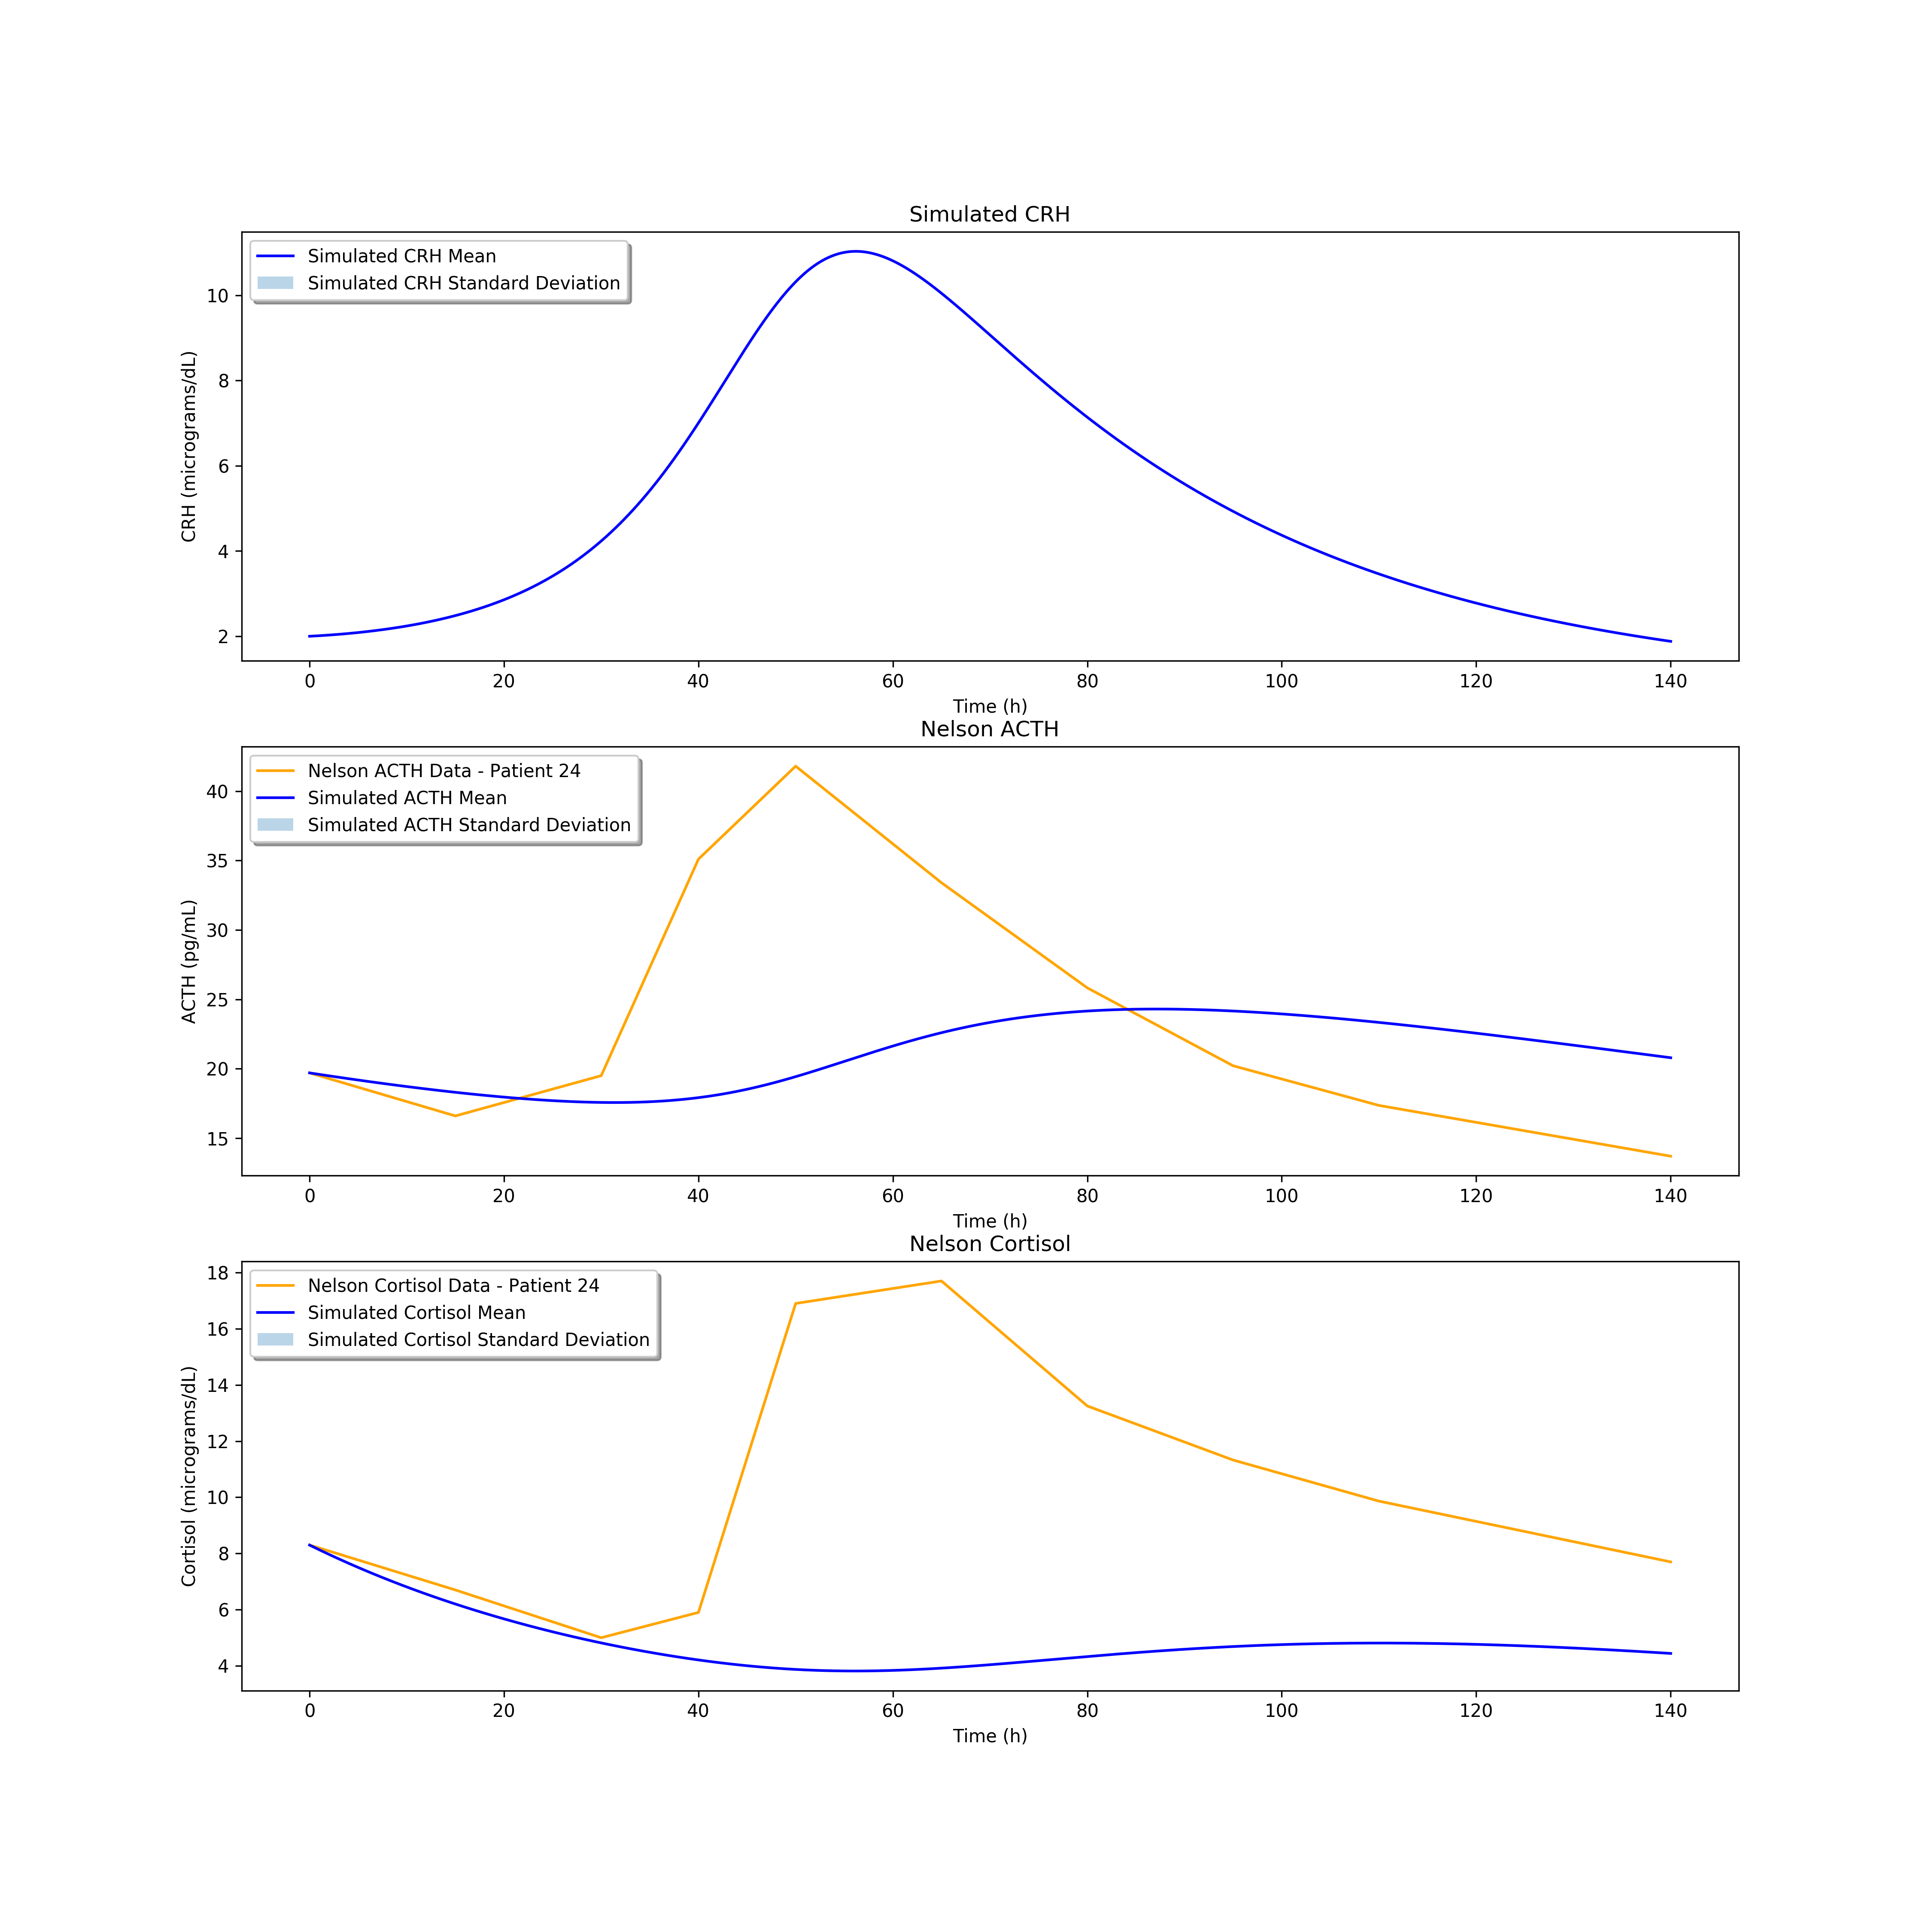 Simulated CRH
Simulated CRH Mean
Simulated CRH Standard Deviation
CRH (micrograms/dL)
10
8
6
4
2
0 20 40 60 80 100 120 140
Time (h)
Nelson ACTH
Nelson ACTH Data - Patient 24
Simulated ACTH Mean
Simulated ACTH Standard Deviation
ACTH (pg/mL)
40
35
30
25
20
15
0 20 40 60 80 100 120 140
Time (h)
Nelson Cortisol
Nelson Cortisol Data - Patient 24
Simulated Cortisol Mean
Simulated Cortisol Standard Deviation
Cortisol (micrograms/dL)
18
16
14
12
10
8
6
4
0 20 40 60 80 100 120 140
Time (h)